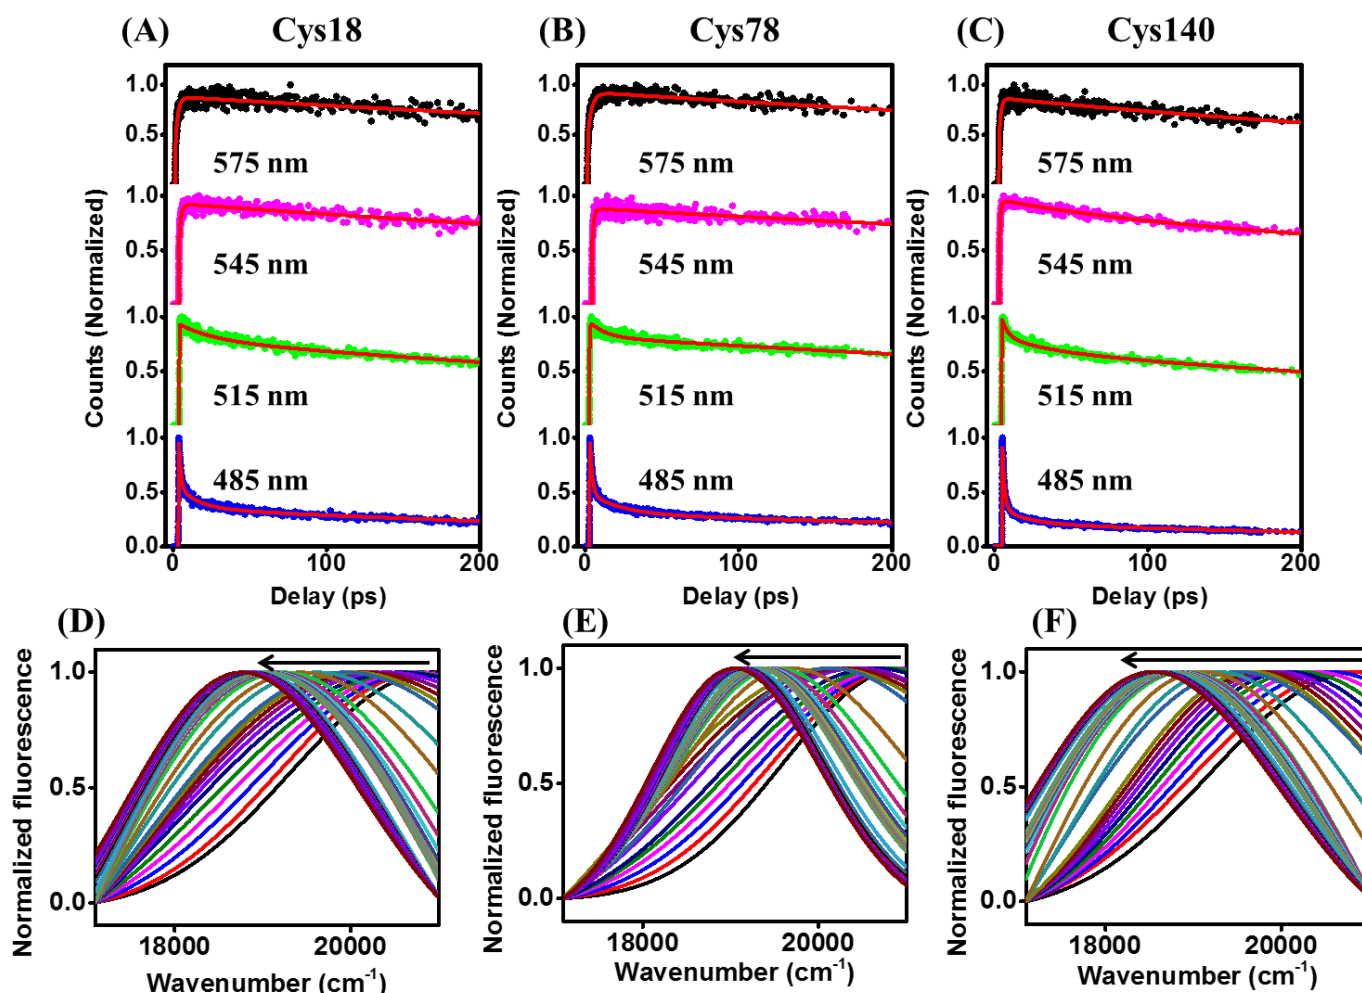 (A) Cys18
(B) Cys78
(C) Cys140
Counts (Normalized)
1.0
0.5
575 nm
1.0
0.5
545 nm
1.0
0.5
515 nm
1.0
0.5
0.0
485 nm
0 100 200
Delay (ps)
Counts (Normalized)
1.0
0.5
575 nm
1.0
0.5
545 nm
1.0
0.5
515 nm
1.0
0.5
0.0
485 nm
0 100 200
Delay (ps)
Counts (Normalized)
1.0
0.5
575 nm
1.0
0.5
545 nm
1.0
0.5
515 nm
1.0
0.5
0.0
485 nm
0 100 200
Delay (ps)
(D)
Normalized fluorescence
1.0
0.5
0.0
18000 20000
Wavenumber (cm⁻¹)
(E)
Normalized fluorescence
1.0
0.5
0.0
18000 20000
Wavenumber (cm⁻¹)
(F)
Normalized fluorescence
1.0
0.5
0.0
18000 20000
Wavenumber (cm⁻¹)